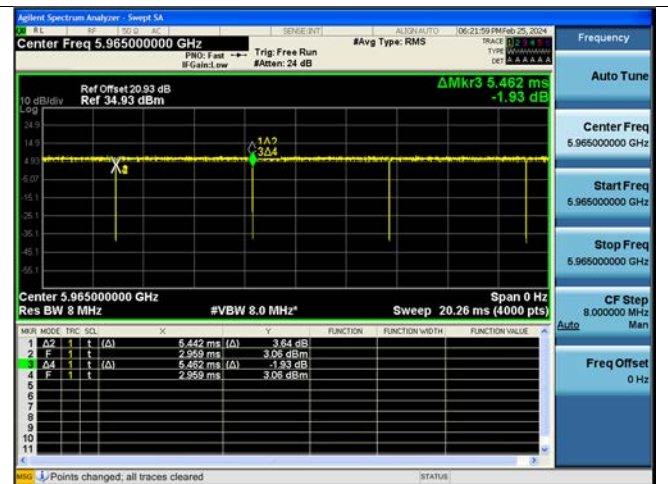 Agilent Spectrum Analyzer - Swept SA
RL RF 50 Ω AC SENSE:INT ALIGNAUTO 06:21:59 PM Feb 25, 2024
Center Freq 5.965000000 GHz
PNO: Fast
IFGain:Low
Trig: Free Run
#Atten: 24 dB
#Avg Type: RMS
TRACE 1 2 3 4 5 6
TYPE
DET A A A A A A
Frequency
Auto Tune
Center Freq
5.965000000 GHz
Start Freq
5.965000000 GHz
Stop Freq
5.965000000 GHz
CF Step
8.000000 MHz
Auto Man
Freq Offset
0 Hz
Ref Offset 20.93 dB
10 dB/div Ref 34.93 dBm
Log
ΔMkr3 5.462 ms
-1.93 dB
24.9
14.9
4.93
-5.07
-15.1
-25.1
-35.1
-45.1
-55.1
1Δ2
3Δ4
Center 5.965000000 GHz Span 0 Hz
Res BW 8 MHz #VBW 8.0 MHz* Sweep 20.26 ms (4000 pts)
MKR MODE TRC SCL X Y FUNCTION FUNCTION WIDTH FUNCTION VALUE
1 Δ2 1 t (Δ) 5.442 ms (Δ) 3.64 dB
2 F 1 t 2.959 ms 3.06 dBm
3 Δ4 1 t (Δ) 5.462 ms (Δ) -1.93 dB
4 F 1 t 2.959 ms 3.06 dBm
5
6
7
8
9
10
11
MSG Points changed; all traces cleared STATUS